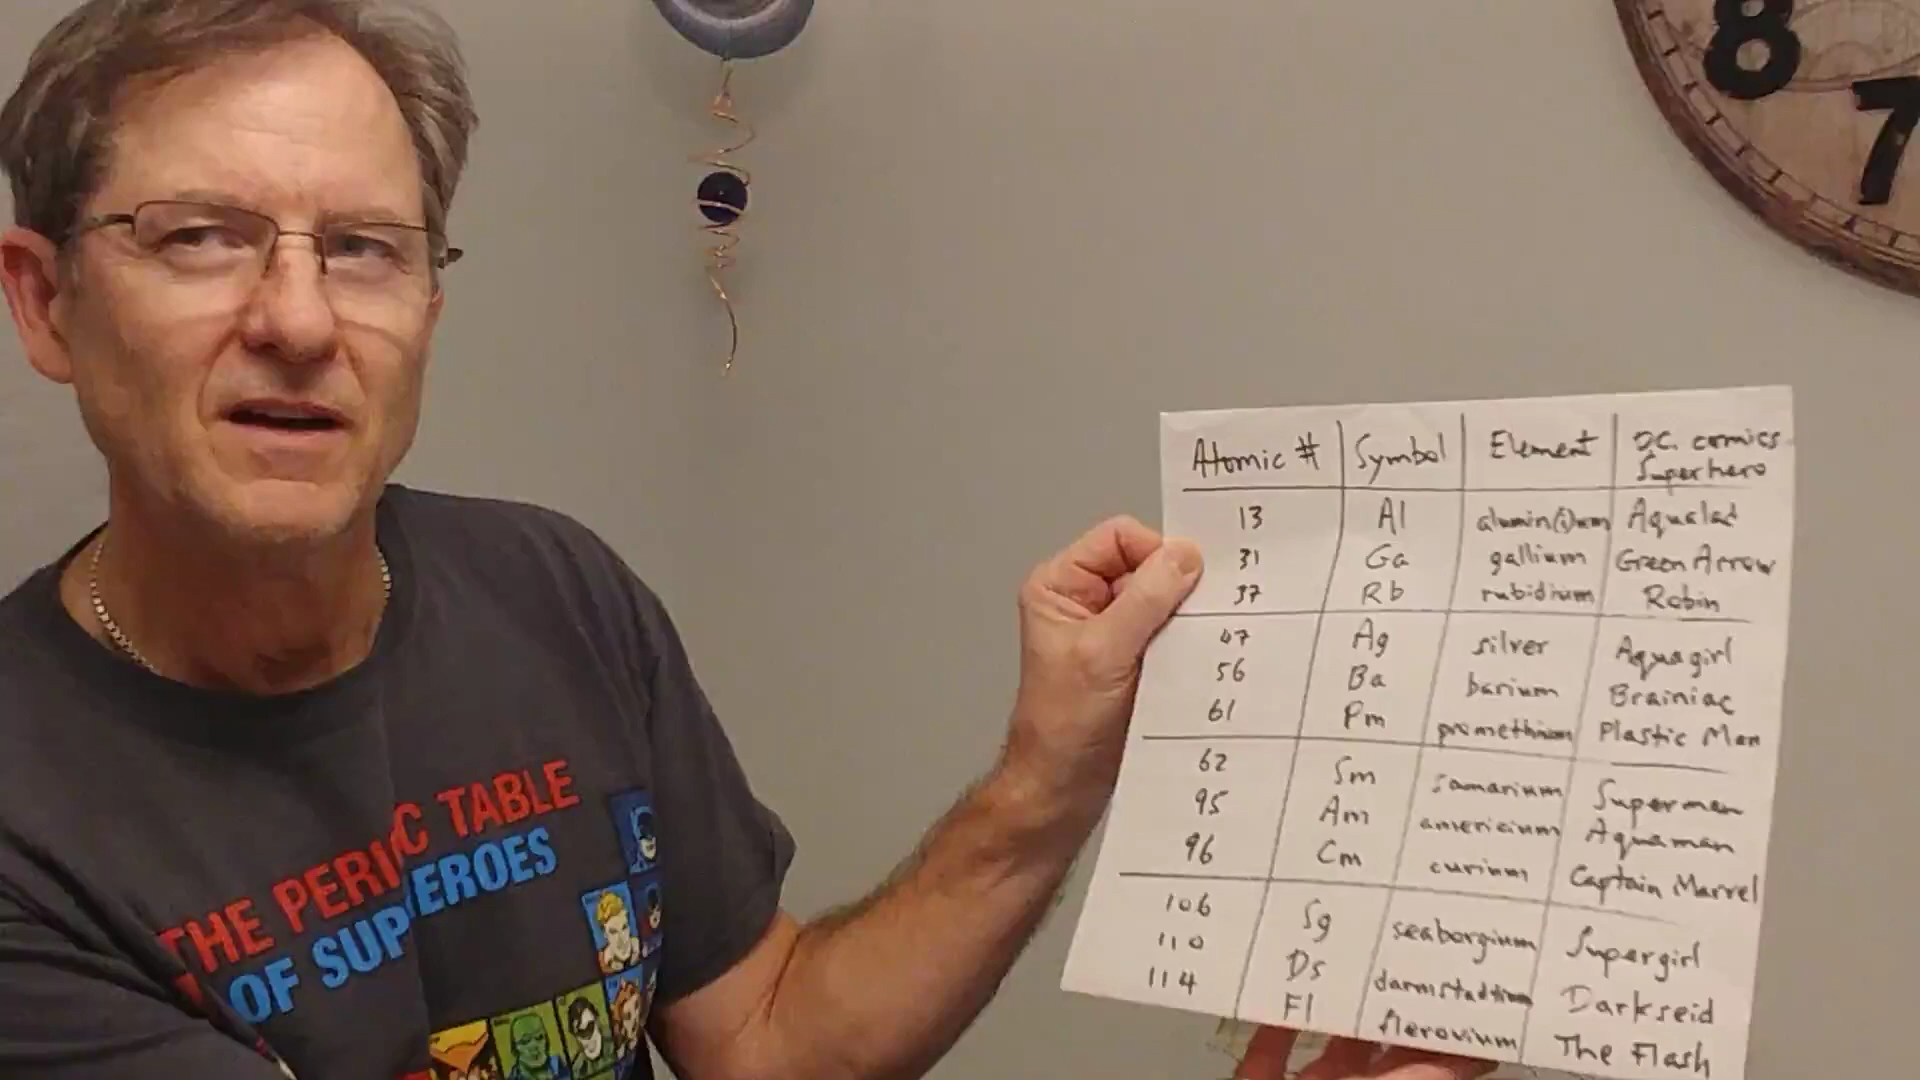 8
7
THE PERIODIC TABLE
OF SUPERHEROES
Atomic # Symbol Element D.C. comics
Superhero
13 Al alumin(i)um Aqualad
31 Ga gallium Green Arrow
37 Rb rubidium Robin
47 Ag silver Aquagirl
56 Ba barium Brainiac
61 Pm promethium Plastic Man
62 Sm samarium Superman
95 Am americium Aquaman
96 Cm curium Captain Marvel
106 Sg seaborgium Supergirl
110 Ds darmstadtium Darkseid
114 Fl flerovium The Flash